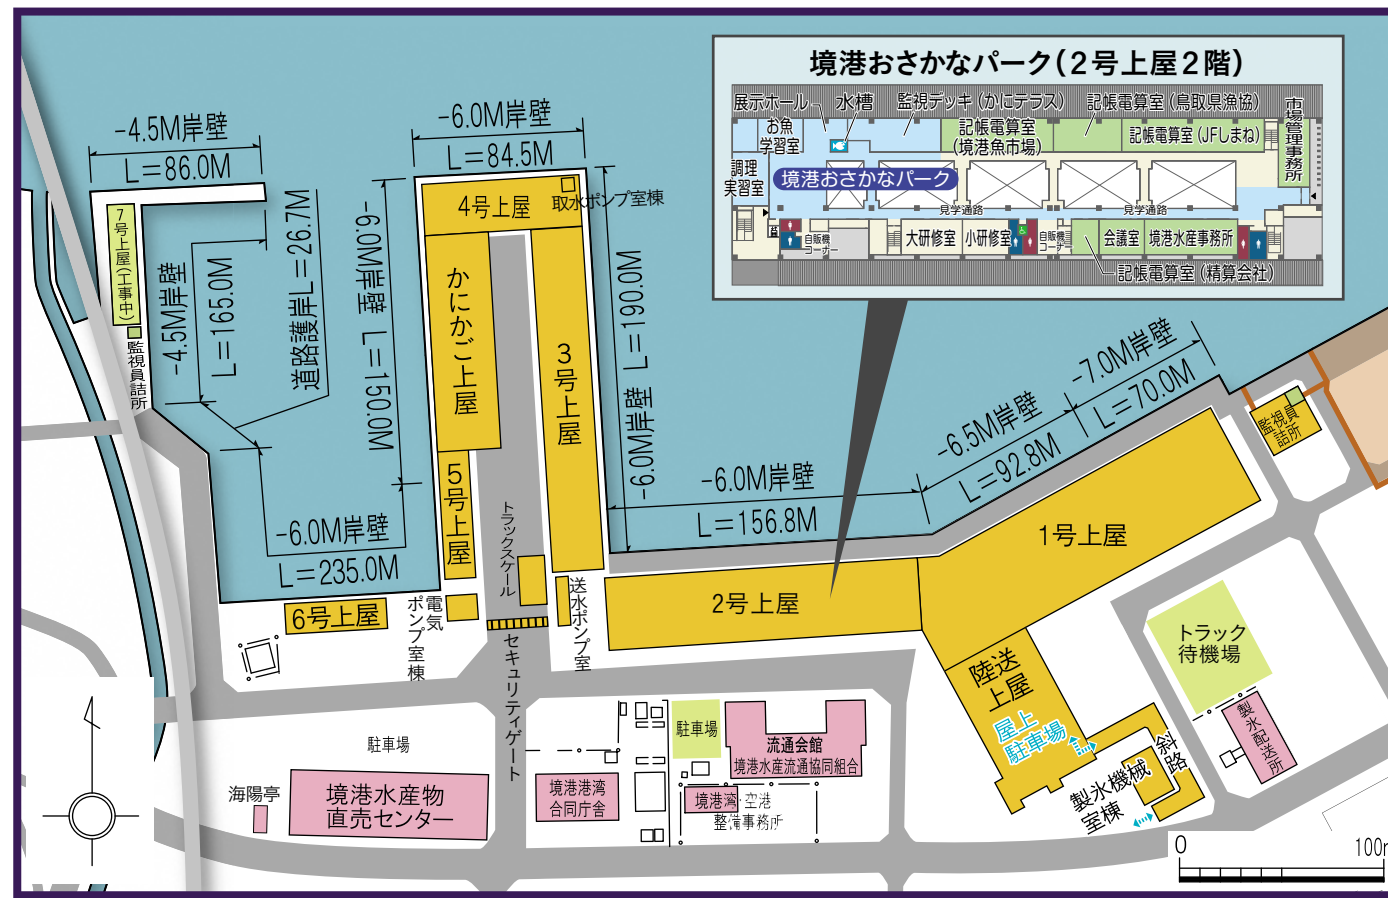 境港おさかなパーク(2号上屋2階)
展示ホール
水槽
監視デッキ(かにテラス)
記帳電算室(鳥取県漁協)
市場管理事務所
お魚
学習室
記帳電算室
(境港魚市場)
記帳電算室(JFしまね)
調理
実習室
境港おさかなパーク
見学通路
見学通路
自販機
コーナー
大研修室
小研修室
自販機
コーナー
会議室
境港水産事務所
記帳電算室(精算会社)
-4.5M岸壁
L=86.0M
-6.0M岸壁
L=84.5M
7号上屋(工事中)
監視員詰所
-4.5M岸壁
L=165.0M
道路護岸L=26.7M
-6.0M岸壁 L=150.0M
4号上屋
取水ポンプ室棟
かにかご上屋
3号上屋
-6.0M岸壁 L=190.0M
5号上屋
トラックスケール
-6.0M岸壁
L=235.0M
-6.0M岸壁
L=156.8M
-6.5M岸壁
L=92.8M
-7.0M岸壁
L=70.0M
監視員
詰所
1号上屋
2号上屋
6号上屋
電気
ポンプ室棟
送水ポンプ室
セキュリティゲート
陸送
上屋
屋上
駐車場
トラック
待機場
製氷配送所
斜路
製氷機械
室棟
駐車場
海陽亭
境港水産物
直売センター
境港港湾
合同庁舎
駐車場
流通会館
境港水産流通協同組合
境港湾・空港
整備事務所
0
100m